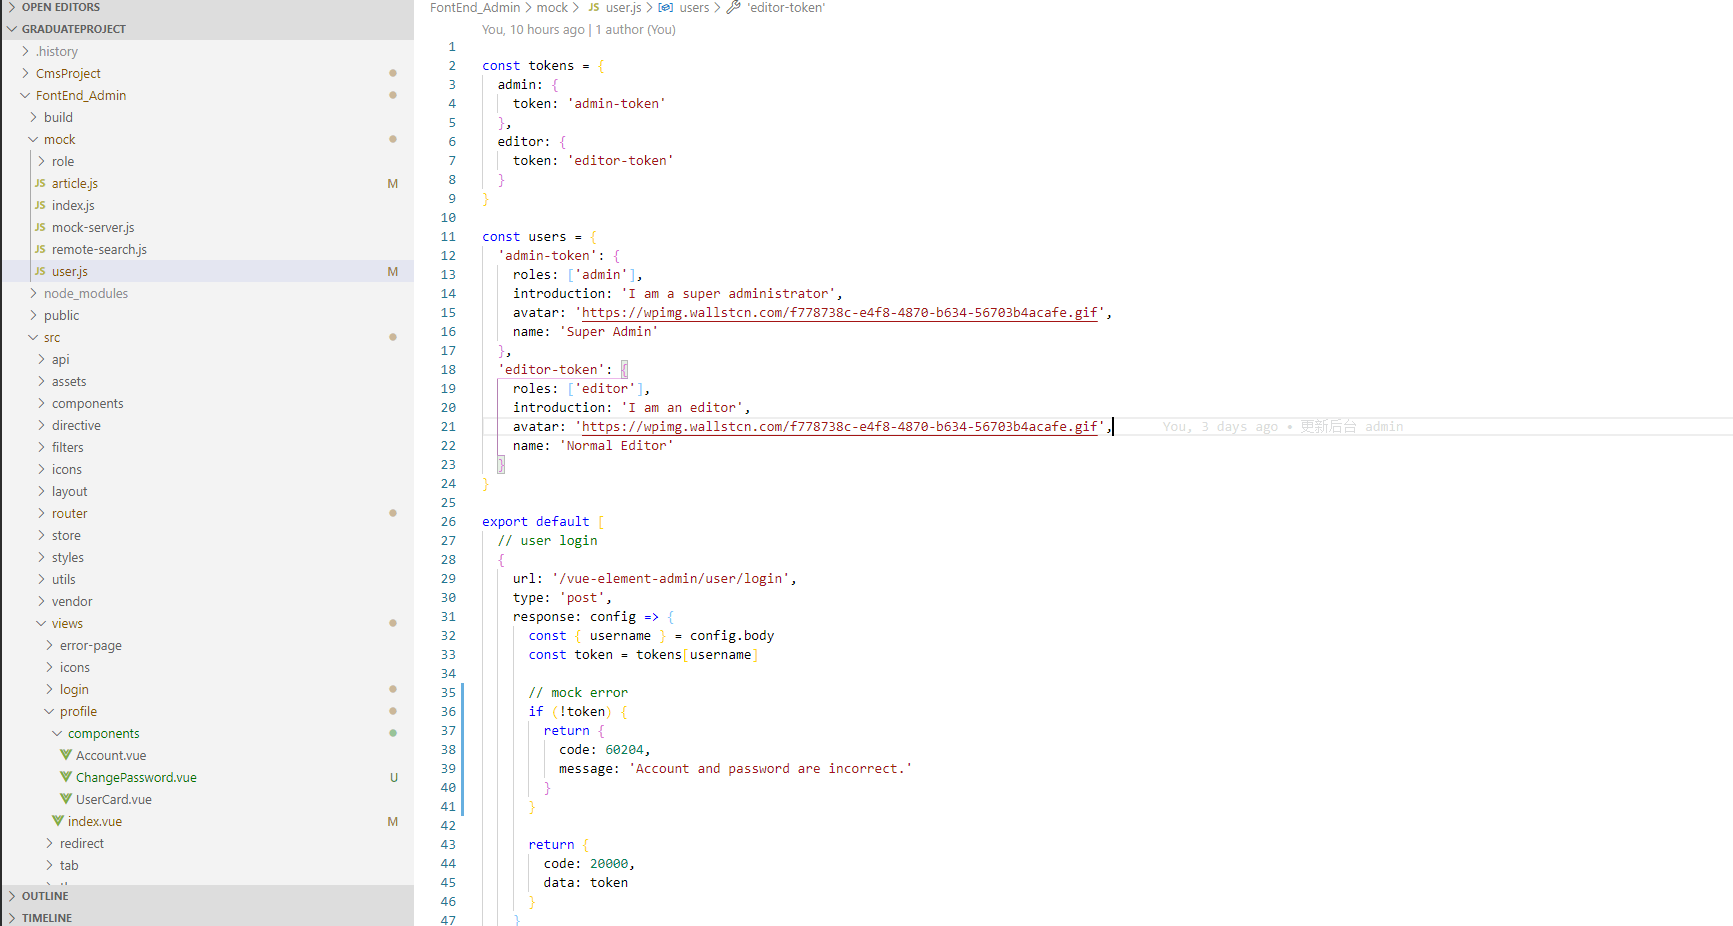 OPEN EDITORS
GRADUATEPROJECT
.history
CmsProject
FontEnd_Admin
build
mock
role
JS article.js M
JS index.js
JS mock-server.js
JS remote-search.js
JS user.js M
node_modules
public
src
api
assets
components
directive
filters
icons
layout
router
store
styles
utils
vendor
views
error-page
icons
login
profile
components
Account.vue
ChangePassword.vue U
UserCard.vue
index.vue M
redirect
tab
OUTLINE
TIMELINE
FontEnd_Admin > mock > JS user.js > users > 'editor-token'
You, 10 hours ago | 1 author (You)
1
2 const tokens = {
3 admin: {
4 token: 'admin-token'
5 },
6 editor: {
7 token: 'editor-token'
8 }
9 }
10
11 const users = {
12 'admin-token': {
13 roles: ['admin'],
14 introduction: 'I am a super administrator',
15 avatar: 'https://wpimg.wallstcn.com/f778738c-e4f8-4870-b634-56703b4acafe.gif',
16 name: 'Super Admin'
17 },
18 'editor-token': {
19 roles: ['editor'],
20 introduction: 'I am an editor',
21 avatar: 'https://wpimg.wallstcn.com/f778738c-e4f8-4870-b634-56703b4acafe.gif', You, 3 days ago • 更新后台 admin
22 name: 'Normal Editor'
23 }
24 }
25
26 export default [
27 // user login
28 {
29 url: '/vue-element-admin/user/login',
30 type: 'post',
31 response: config => {
32 const { username } = config.body
33 const token = tokens[username]
34
35 // mock error
36 if (!token) {
37 return {
38 code: 60204,
39 message: 'Account and password are incorrect.'
40 }
41 }
42
43 return {
44 code: 20000,
45 data: token
46 }
47 }